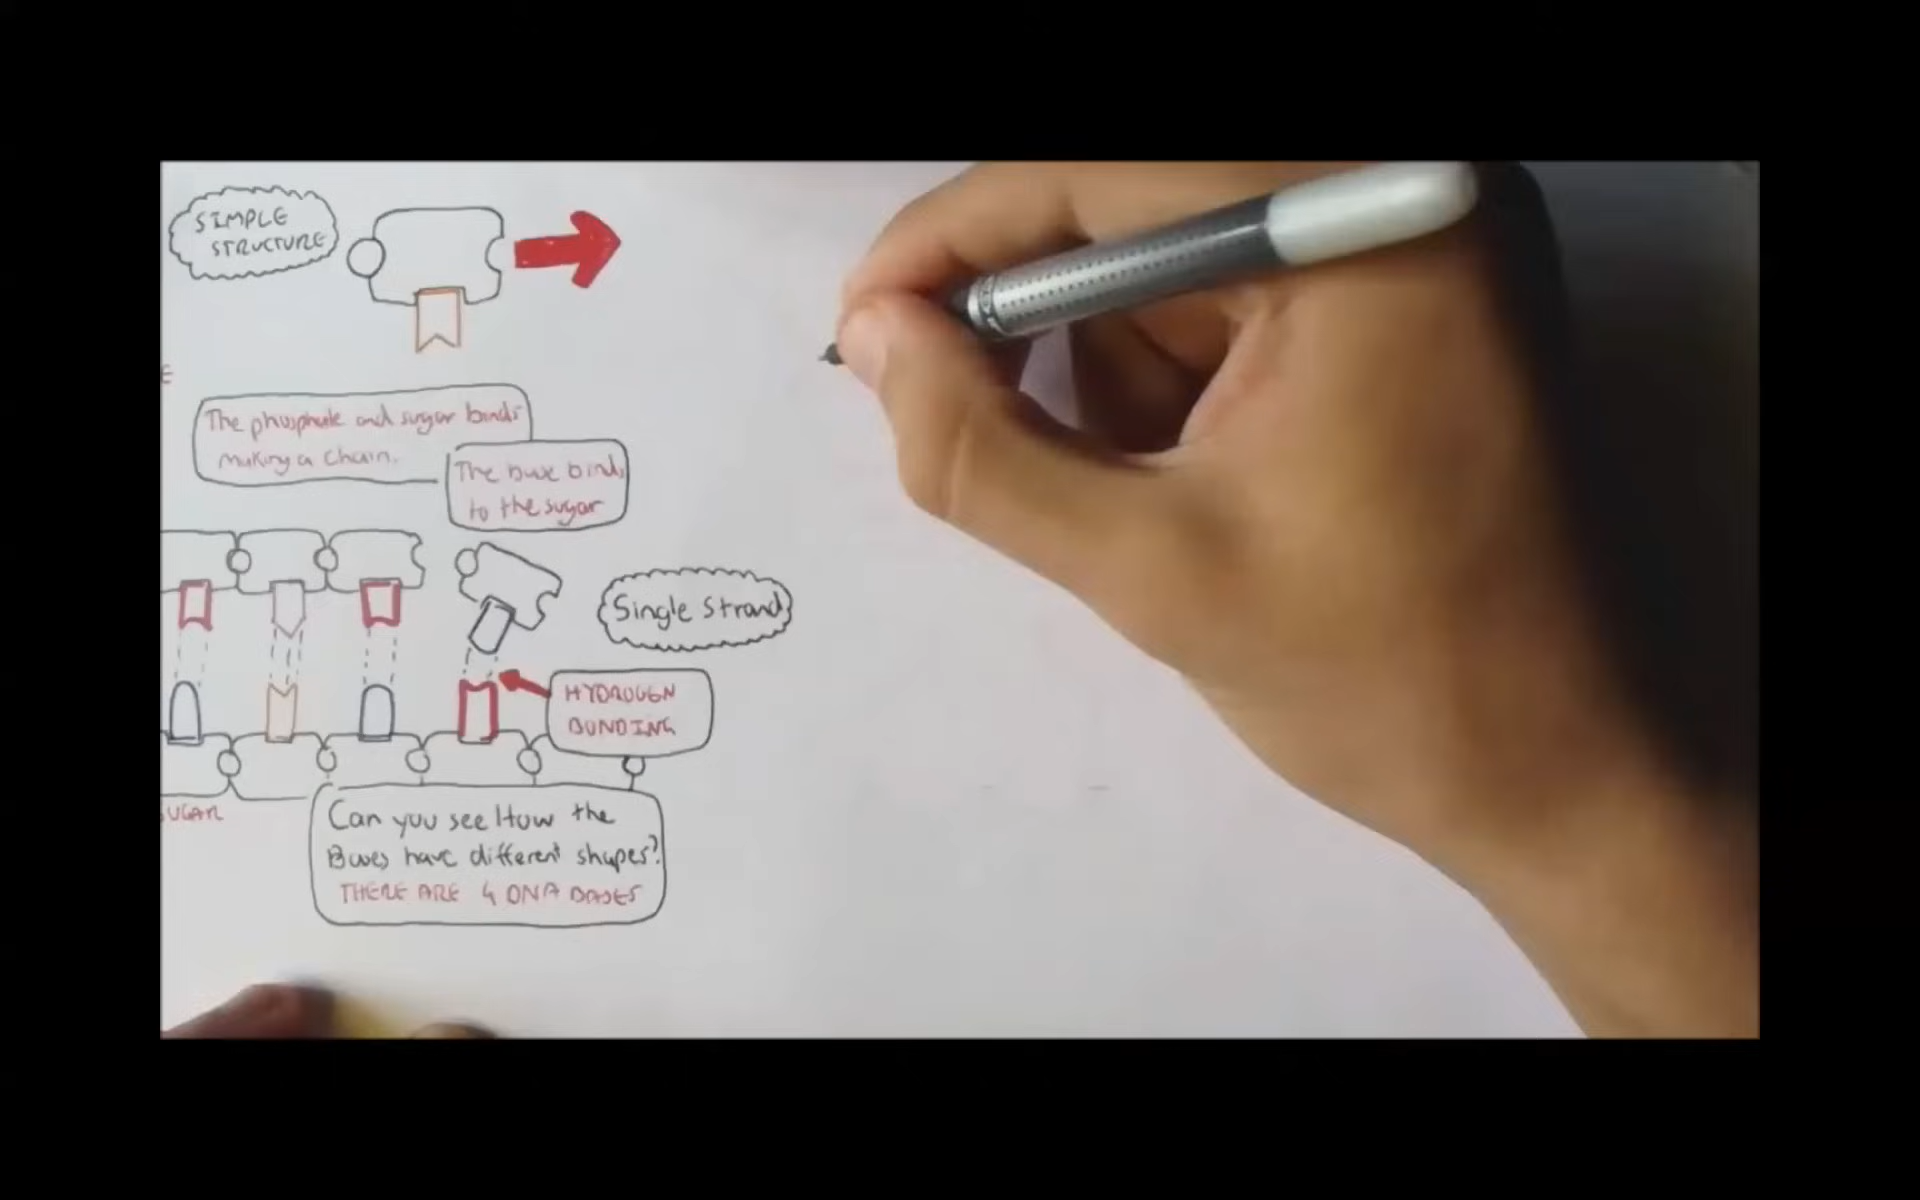 SIMPLE
STRUCTURE
E
The phosphate and sugar binds
making a chain.
The base binds
to the sugar
Single Strand
HYDROGEN
BONDING
SUGAR
Can you see How the
Bases have different shapes?
THERE ARE 4 DNA BASES